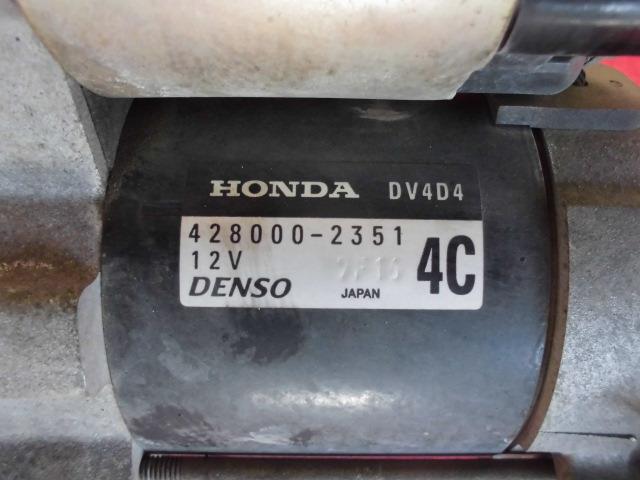 HONDA DV4D4
428000-2351
12V 4C
DENSO JAPAN